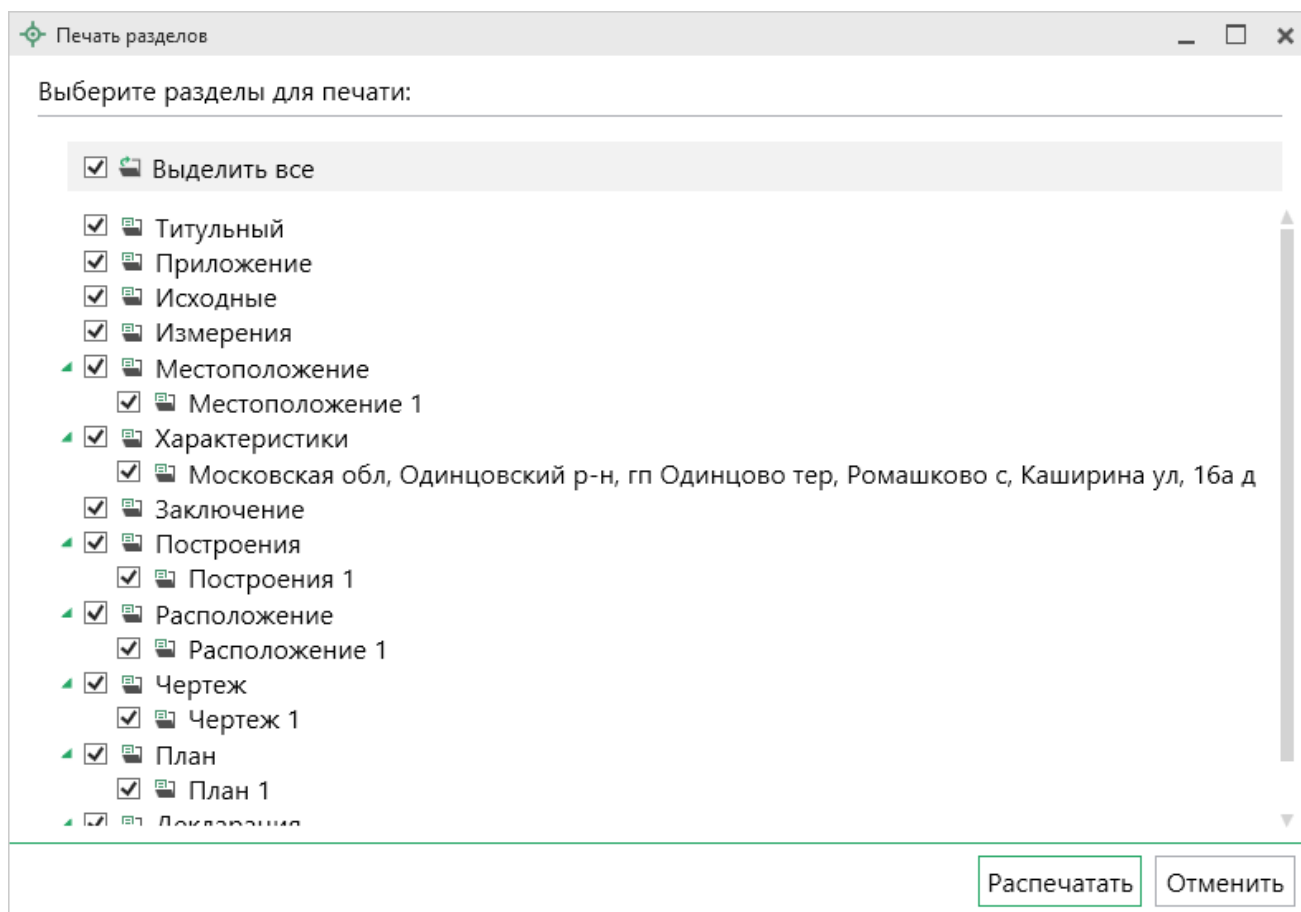 Печать разделов
Выберите разделы для печати:
Выделить все
Титульный
Приложение
Исходные
Измерения
Местоположение
Местоположение 1
Характеристики
Московская обл, Одинцовский р-н, гп Одинцово тер, Ромашково с, Каширина ул, 16а д
Заключение
Построения
Построения 1
Расположение
Расположение 1
Чертеж
Чертеж 1
План
План 1
Декларация
Распечатать
Отменить